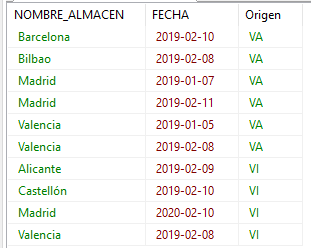 NOMBRE_ALMACEN FECHA Origen
Barcelona 2019-02-10 VA
Bilbao 2019-02-08 VA
Madrid 2019-01-07 VA
Madrid 2019-02-11 VA
Valencia 2019-01-05 VA
Valencia 2019-02-08 VA
Alicante 2019-02-09 VI
Castellón 2019-02-10 VI
Madrid 2020-02-10 VI
Valencia 2019-02-08 VI